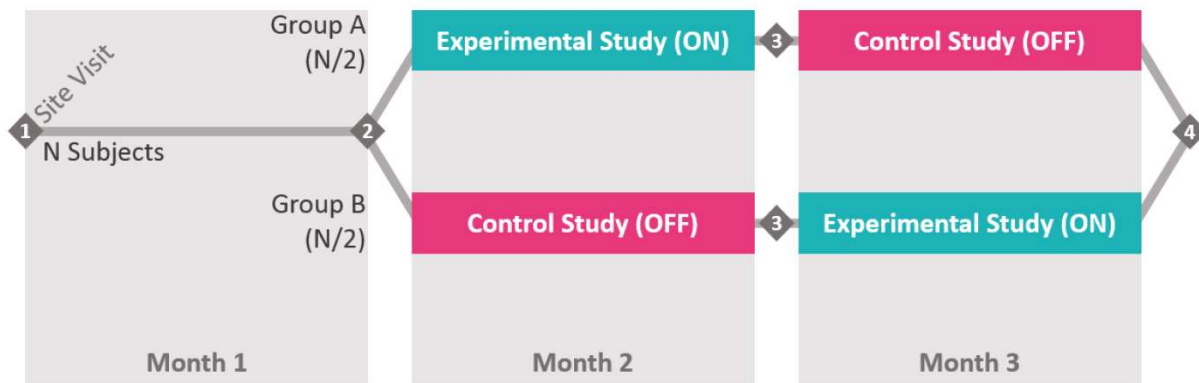 Group A
(N/2)
Experimental Study (ON)
3
Control Study (OFF)
Site Visit
1
2
4
N Subjects
Group B
(N/2)
Control Study (OFF)
3
Experimental Study (ON)
Month 1
Month 2
Month 3